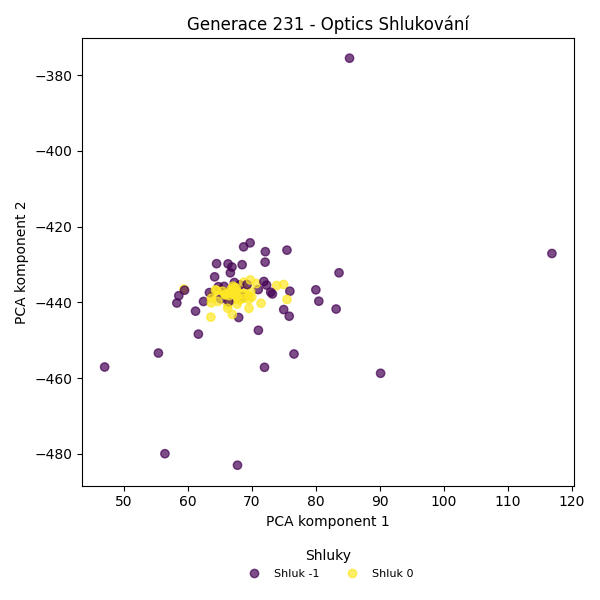 Generace 231 - Optics Shlukování
PCA komponent 2
−380
−400
−420
−440
−460
−480
50 60 70 80 90 100 110 120
PCA komponent 1
Shluky
Shluk -1 Shluk 0